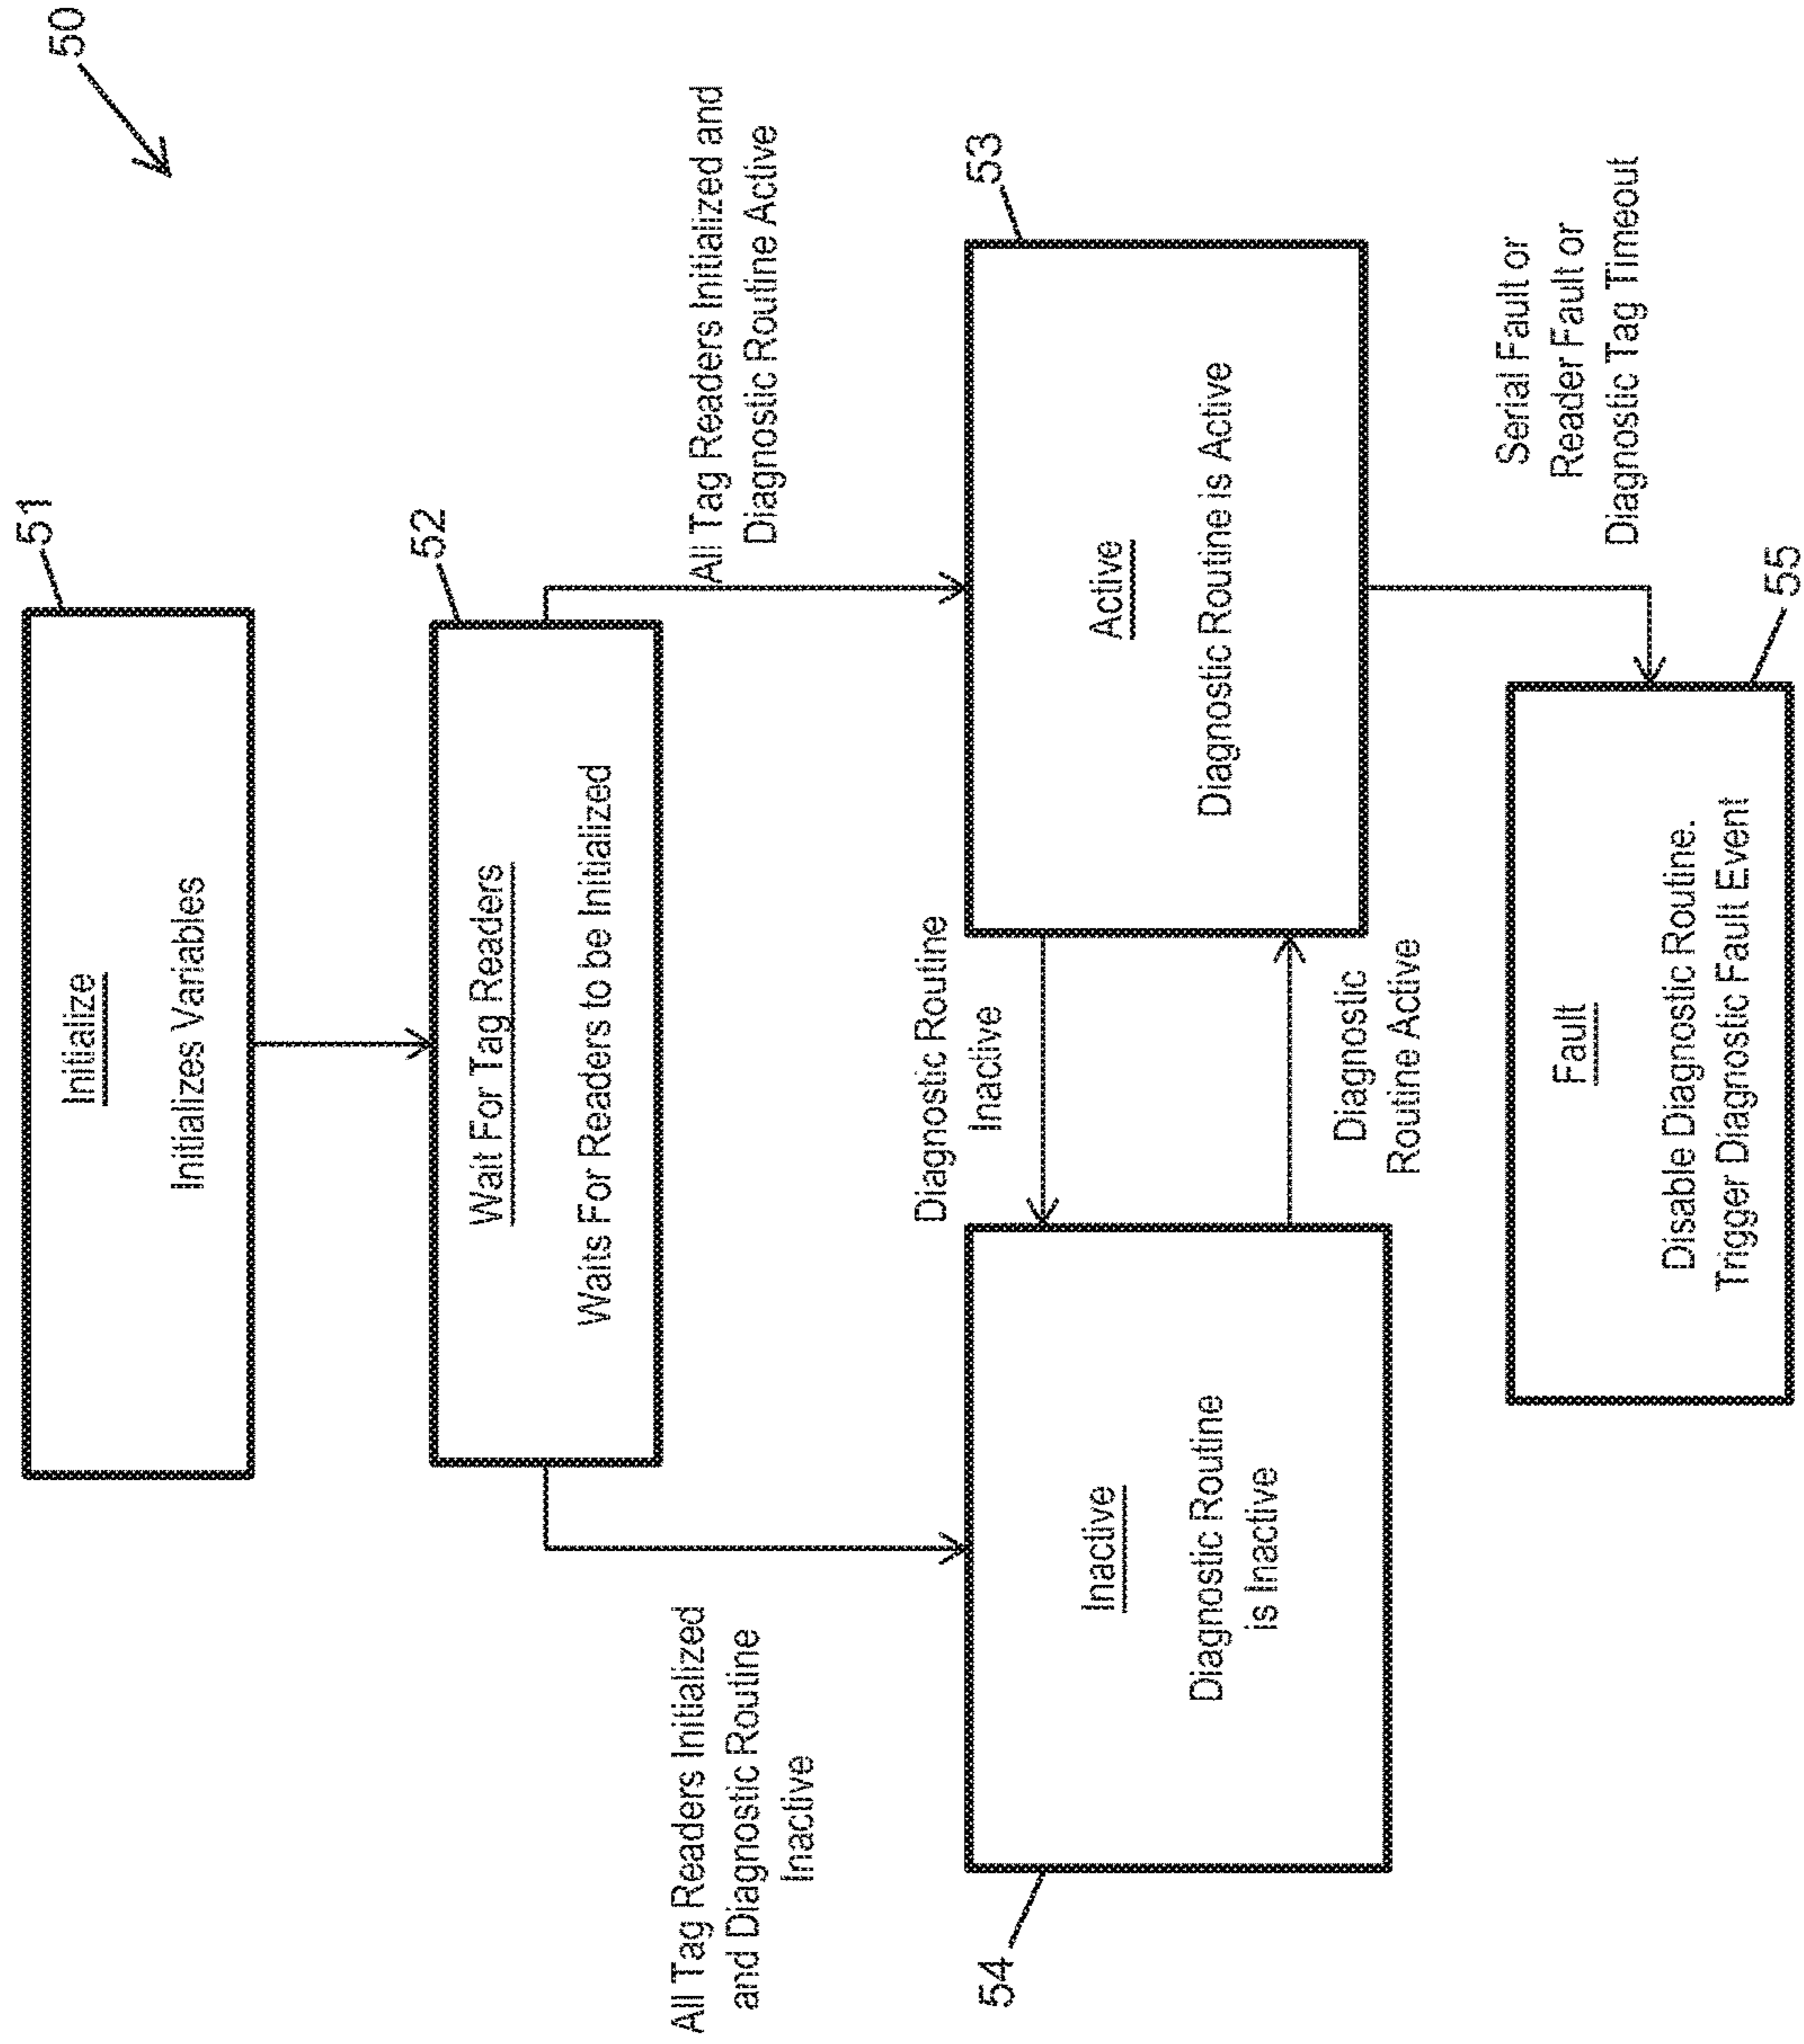 50
51
Initialize
Initializes Variables
52
Wait For Tag Readers
Waits For Readers to be Initialized
All Tag Readers Initialized
and Diagnostic Routine
Inactive
All Tag Readers Initialized and
Diagnostic Routine Active
54
Inactive
Diagnostic Routine
is Inactive
Diagnostic Routine
Inactive
Diagnostic
Routine Active
53
Active
Diagnostic Routine is Active
Serial Fault or
Reader Fault or
Diagnostic Tag Timeout
55
Fault
Disable Diagnostic Routine.
Trigger Diagnostic Fault Event